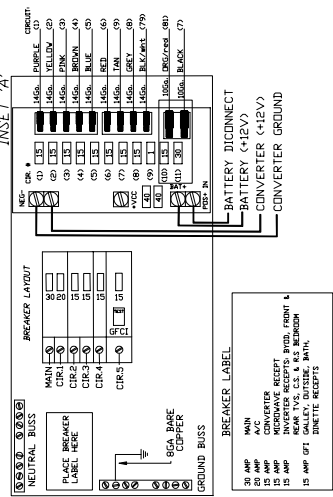 INSET 'A'
CIRCUIT:
PURPLE (1)
YELLOW (2)
PINK (3)
BROWN (4)
BLUE (5)
RED (6)
TAN (9)
GREY (8)
BLK/wht (79)
ORG/red (81)
BLACK (7)
14Ga.
14Ga.
14Ga.
14Ga.
14Ga.
14Ga.
14Ga.
14Ga.
14Ga.
10Ga.
10Ga.
CIR. #
(1) 15
(2) 15
(3) 15
(4) 15
(5) 15
(6) 15
(7) 15
(8) 15
(9)
(10) 15
(11) 30
NEG-
+VCC
40
40
BAT+
POS+ IN
BATTERY DICONNECT
BATTERY (+12V)
CONVERTER (+12V)
CONVERTER GROUND
BREAKER LAYOUT
MAIN 30
CIR.1 20
CIR.2 15
CIR.3 15
CIR.4 15
CIR.5 15
TEST
GFCI
NEUTRAL BUSS
PLACE BREAKER
LABEL HERE
8GA BARE
COPPER
GROUND BUSS
BREAKER LABEL
30 AMP MAIN
20 AMP A/C
15 AMP CONVERTER
15 AMP MICROWAVE RECEPT
15 AMP INVERTER RECEPTS: BYOD, FRONT &
REAR TVS, C.S. & R.S BEDROOM
15 AMP GFI GALLEY, OUTSIDE, BATH,
DINETTE RECEPTS